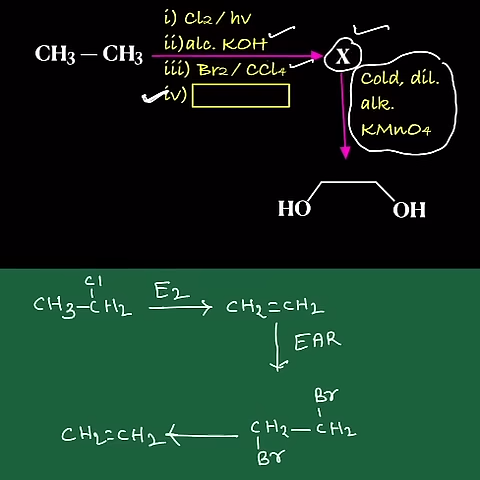 i) Cl2/hv
ii) alc. KOH
CH3 — CH3
X
iii) Br2/CCl4
iv)
Cold, dil.
alk.
KMnO4
HO
OH
Cl
CH3—CH2
E2
CH2=CH2
EAR
Br
CH2=CH2
CH2—CH2
Br